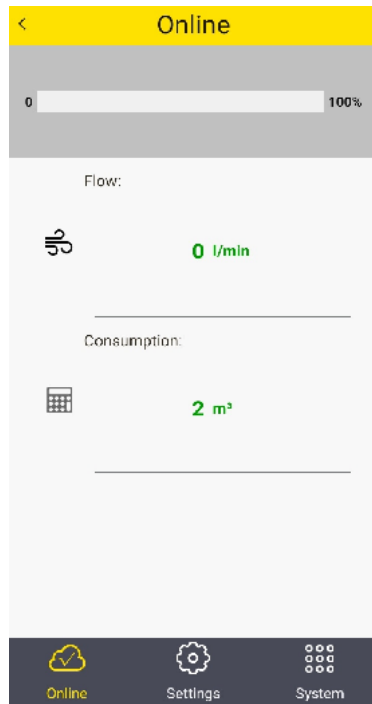 < Online
0 100%
Flow:
0 l/min
Consumption:
2 m³
Online Settings System